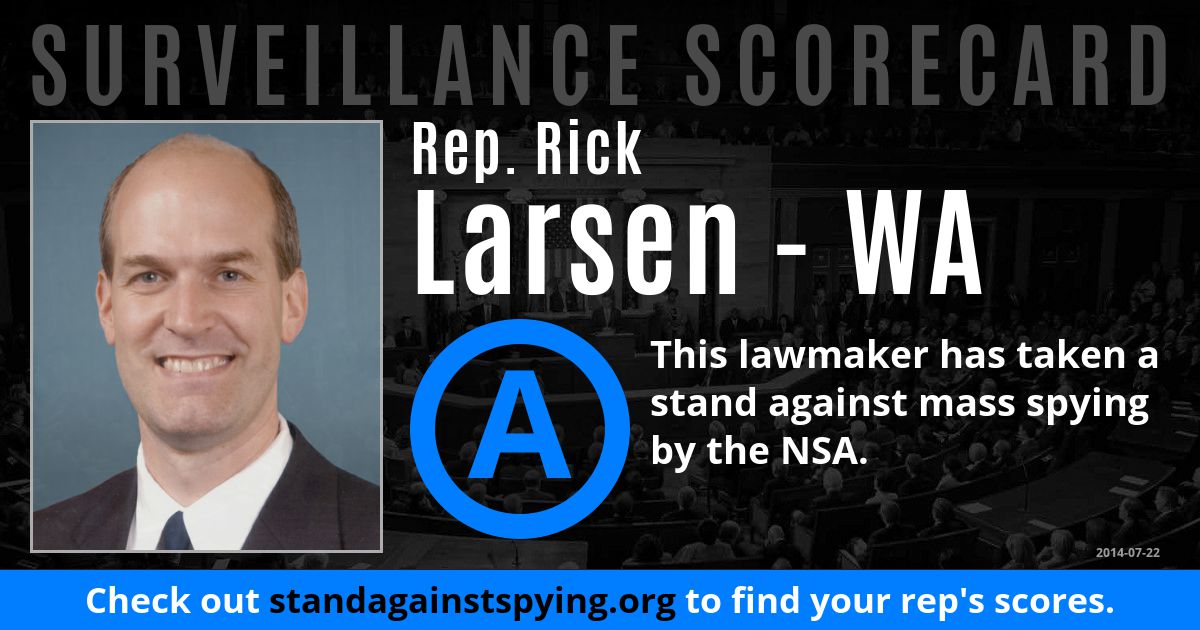 SURVEILLANCE SCORECARD
Rep. Rick
Larsen - WA
A
This lawmaker has taken a
stand against mass spying
by the NSA.
2014-07-22
Check out standagainstspying.org to find your rep's scores.